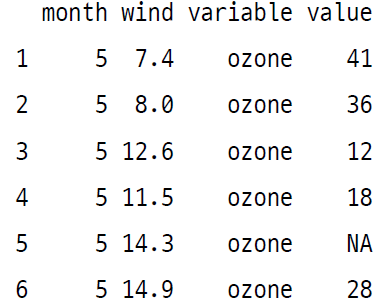 month wind variable value
1 5 7.4 ozone 41
2 5 8.0 ozone 36
3 5 12.6 ozone 12
4 5 11.5 ozone 18
5 5 14.3 ozone NA
6 5 14.9 ozone 28